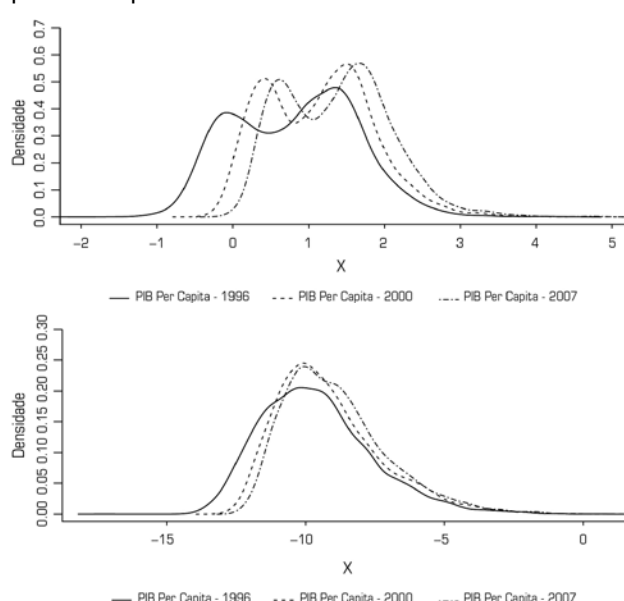 Densidade
0.0 0.1 0.2 0.3 0.4 0.5 0.6 0.7
−2 −1 0 1 2 3 4 5
X
PIB Per Capita - 1996 PIB Per Capita - 2000 PIB Per Capita - 2007
Densidade
0.00 0.05 0.10 0.15 0.20 0.25 0.30
−15 −10 −5 0
X
PIB Per Capita - 1996 PIB Per Capita - 2000 PIB Per Capita - 2007